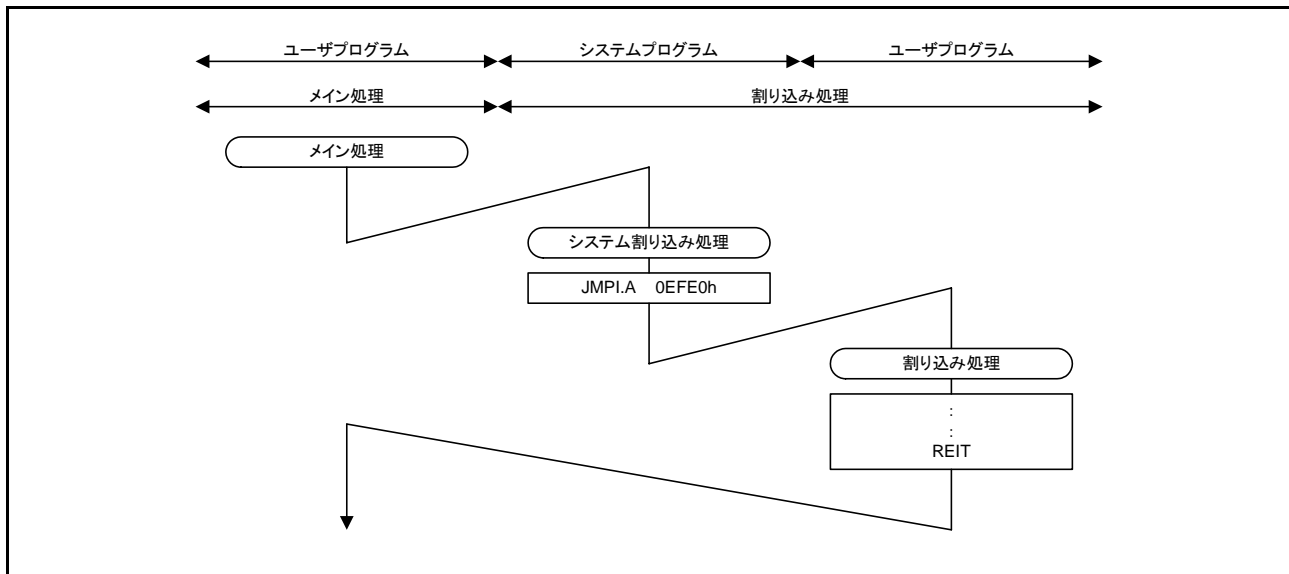 ユーザプログラム システムプログラム ユーザプログラム
メイン処理 割り込み処理
メイン処理
システム割り込み処理
JMPI.A 0EFE0h
割り込み処理
:
:
REIT